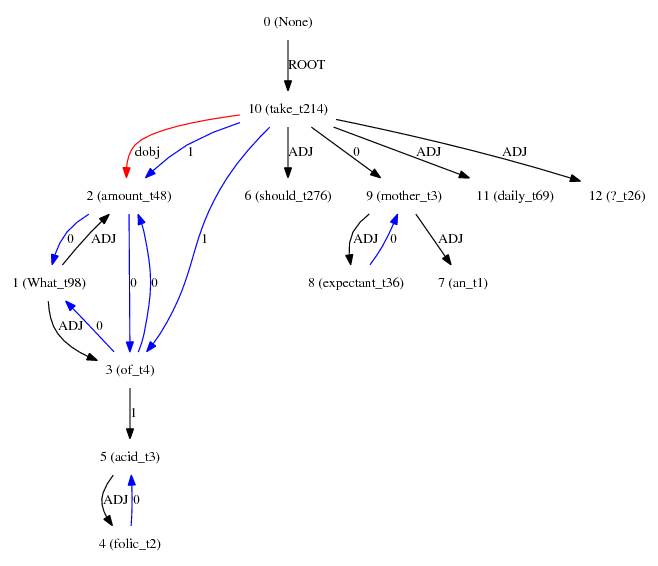 0 (None)
ROOT
10 (take_t214)
dobj 1 ADJ 0 ADJ ADJ
2 (amount_t48) 6 (should_t276) 9 (mother_t3) 11 (daily_t69) 12 (?_t26)
0 ADJ 0 0 1 ADJ 0 ADJ
1 (What_t98) 8 (expectant_t36) 7 (an_t1)
ADJ 0
3 (of_t4)
1
5 (acid_t3)
ADJ 0
4 (folic_t2)